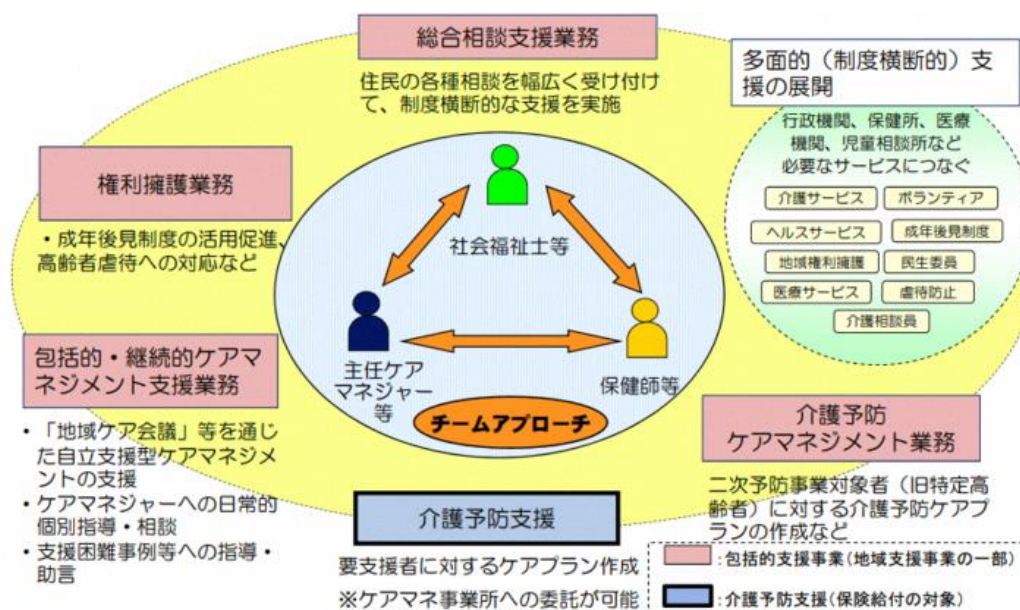 総合相談支援業務
住民の各種相談を幅広く受け付け
て、制度横断的な支援を実施
多面的（制度横断的）支
援の展開
行政機関、保健所、医療
機関、児童相談所など
必要なサービスにつなぐ
介護サービス
ボランティア
ヘルスサービス
成年後見制度
地域権利擁護
民生委員
医療サービス
虐待防止
介護相談員
権利擁護業務
・成年後見制度の活用促進、
高齢者虐待への対応など
社会福祉士等
主任ケア
マネジャー
等
保健師等
チームアプローチ
包括的・継続的ケアマ
ネジメント支援業務
・「地域ケア会議」等を通じ
た自立支援型ケアマネジメ
ントの支援
・ケアマネジャーへの日常的
個別指導・相談
・支援困難事例等への指導・
助言
介護予防
ケアマネジメント業務
二次予防事業対象者（旧特定高
齢者）に対する介護予防ケアプ
ランの作成など
介護予防支援
要支援者に対するケアプラン作成
※ケアマネ事業所への委託が可能
:包括的支援事業(地域支援事業の一部)
:介護予防支援(保険給付の対象)